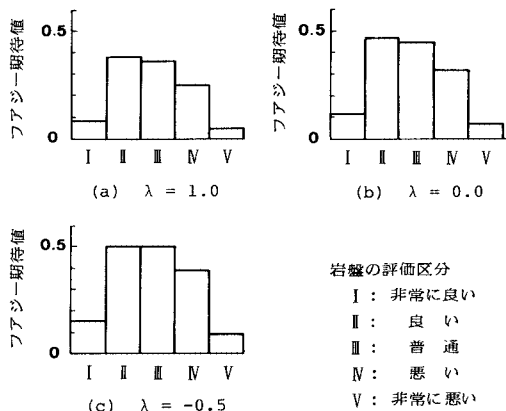 フアジー期待値
0.5
0
I II III IV V
(a) λ = 1.0
フアジー期待値
0.5
0
I II III IV V
(b) λ = 0.0
フアジー期待値
0.5
0
I II III IV V
(c) λ = -0.5
岩盤の評価区分
I : 非常に良い
II : 良い
III : 普通
IV : 悪い
V : 非常に悪い